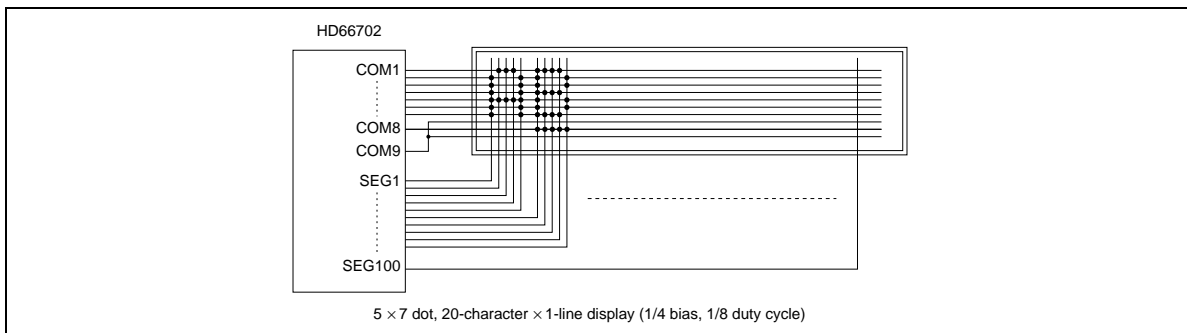 HD66702
COM1
COM8
COM9
SEG1
SEG100
5 × 7 dot, 20-character × 1-line display (1/4 bias, 1/8 duty cycle)